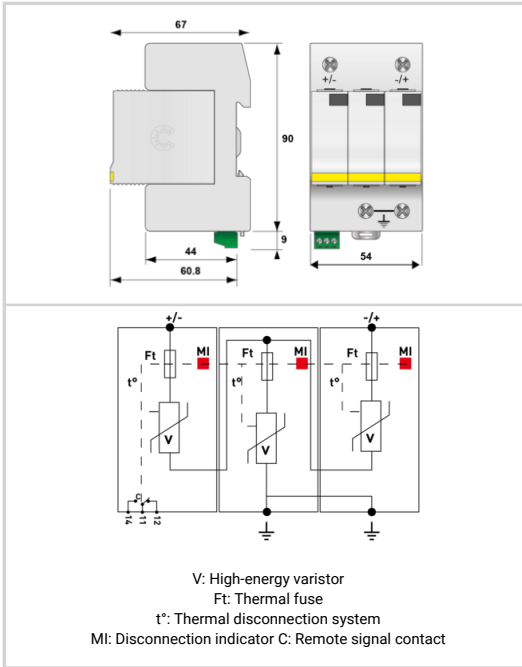 67
+/- -/+
90
9
44
60.8
54
+/- -/+
Ft MI Ft MI Ft MI
t° t° t°
V V V
C
14 11 12
V: High-energy varistor
Ft: Thermal fuse
t°: Thermal disconnection system
MI: Disconnection indicator C: Remote signal contact